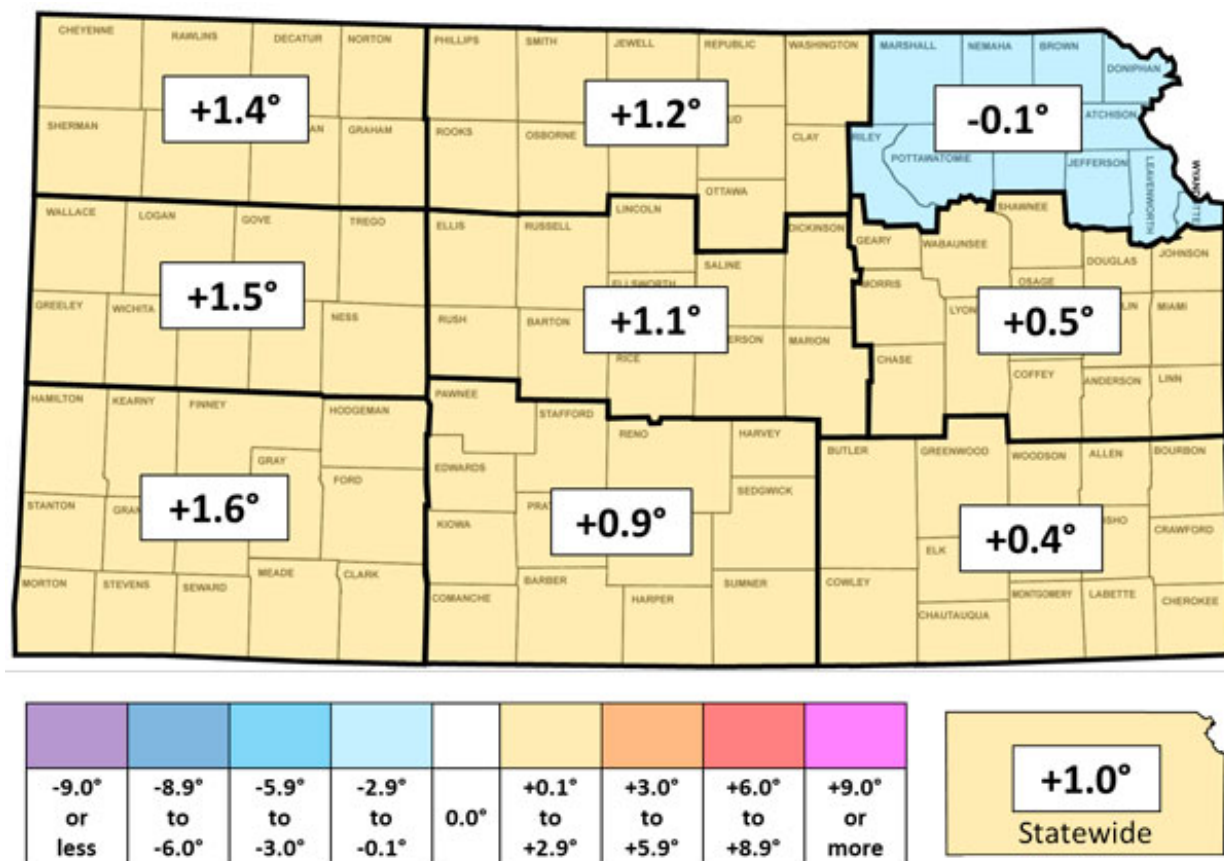 CHEYENNE RAWLINS DECATUR NORTON PHILLIPS SMITH JEWELL REPUBLIC WASHINGTON MARSHALL NEMAHA BROWN
DONIPHAN
+1.4° +1.2° -0.1°
SHERMAN GRAHAM ROOKS OSBORNE CLAY RILEY ATCHISON
POTTAWATOMIE JEFFERSON LEAVENWORTH
OTTAWA
WALLACE LOGAN GOVE TREGO ELLIS RUSSELL LINCOLN DICKINSON GEARY WABAUNSEE SHAWNEE
SALINE DOUGLAS JOHNSON
ELLSWORTH MORRIS OSAGE
+1.5° +1.1° +0.5°
GREELEY WICHITA NESS RUSH BARTON MARION LYON MIAMI
RICE CHASE COFFEY ANDERSON LINN
HAMILTON KEARNY FINNEY HODGEMAN PAWNEE STAFFORD RENO HARVEY BUTLER GREENWOOD WOODSON ALLEN BOURBON
GRAY FORD EDWARDS SEDGWICK
+1.6° +0.9° +0.4°
STANTON KIOWA CRAWFORD
ELK
MORTON STEVENS SEWARD MEADE CLARK COMANCHE BARBER HARPER SUMNER COWLEY CHAUTAUQUA MONTGOMERY LABETTE CHEROKEE
-9.0° -8.9° -5.9° -2.9° 0.0° +0.1° +3.0° +6.0° +9.0°
or to to to to to to or
less -6.0° -3.0° -0.1° +2.9° +5.9° +8.9° more
+1.0°
Statewide